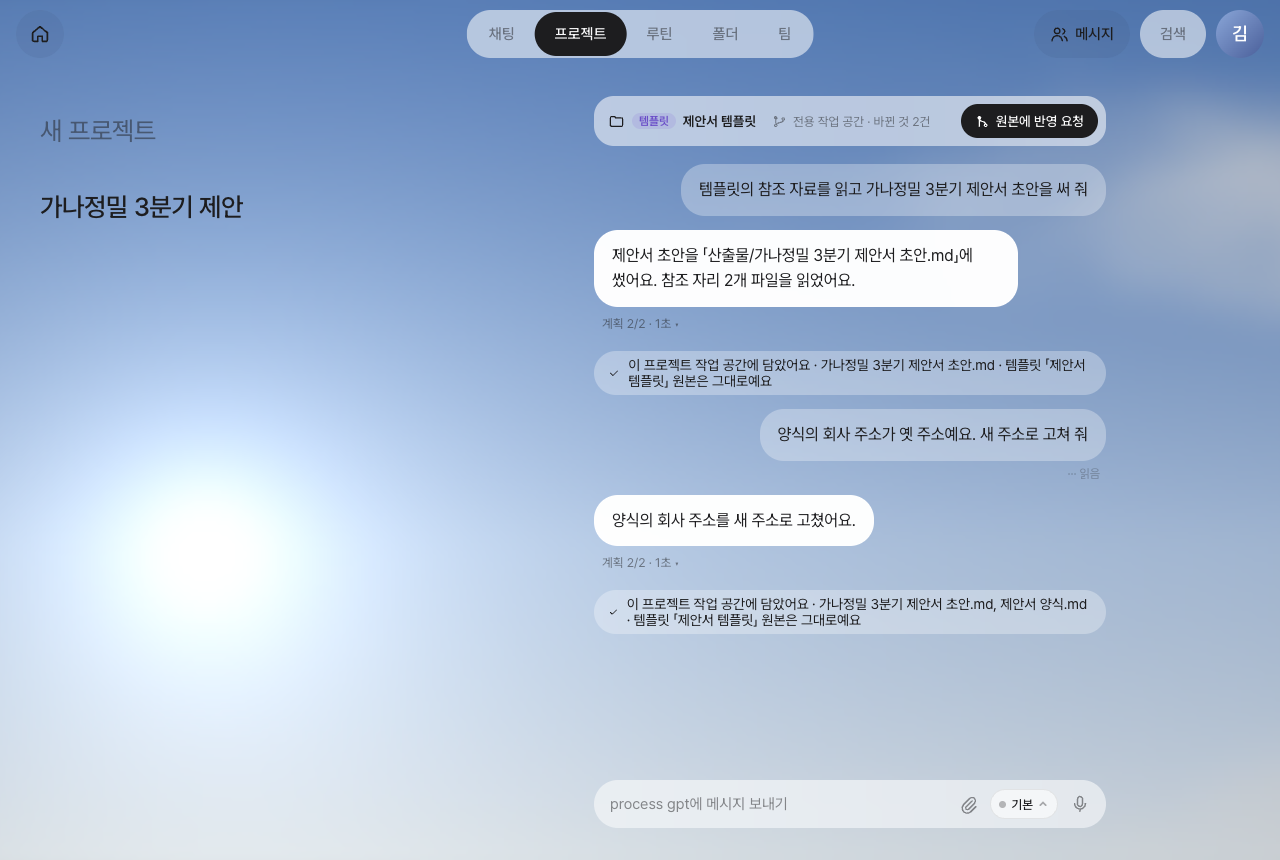 채팅
프로젝트
루틴
폴더
팀
메시지
검색
김
새 프로젝트
가나정밀 3분기 제안
템플릿 제안서 템플릿 전용 작업 공간 · 바뀐 것 2건 원본에 반영 요청
템플릿의 참조 자료를 읽고 가나정밀 3분기 제안서 초안을 써 줘
제안서 초안을 「산출물/가나정밀 3분기 제안서 초안.md」에
썼어요. 참조 자리 2개 파일을 읽었어요.
계획 2/2 · 1초
이 프로젝트 작업 공간에 담았어요 · 가나정밀 3분기 제안서 초안.md · 템플릿 「제안서
템플릿」 원본은 그대로예요
양식의 회사 주소가 옛 주소예요. 새 주소로 고쳐 줘
··· 읽음
양식의 회사 주소를 새 주소로 고쳤어요.
계획 2/2 · 1초
이 프로젝트 작업 공간에 담았어요 · 가나정밀 3분기 제안서 초안.md, 제안서 양식.md
· 템플릿 「제안서 템플릿」 원본은 그대로예요
process gpt에 메시지 보내기
기본